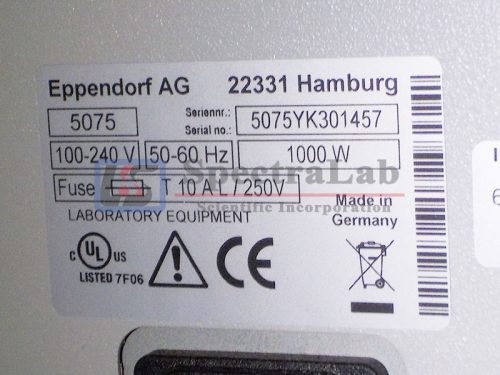 Eppendorf AG 22331 Hamburg
5075 Seriennr.: Serial no.: 5075YK301457
100-240 V 50-60 Hz 1000 W
Fuse T 10 A L / 250V
SpectraLab
Scientific Incorporation
LABORATORY EQUIPMENT
Made in
Germany
C UL US
LISTED 7F06
CE